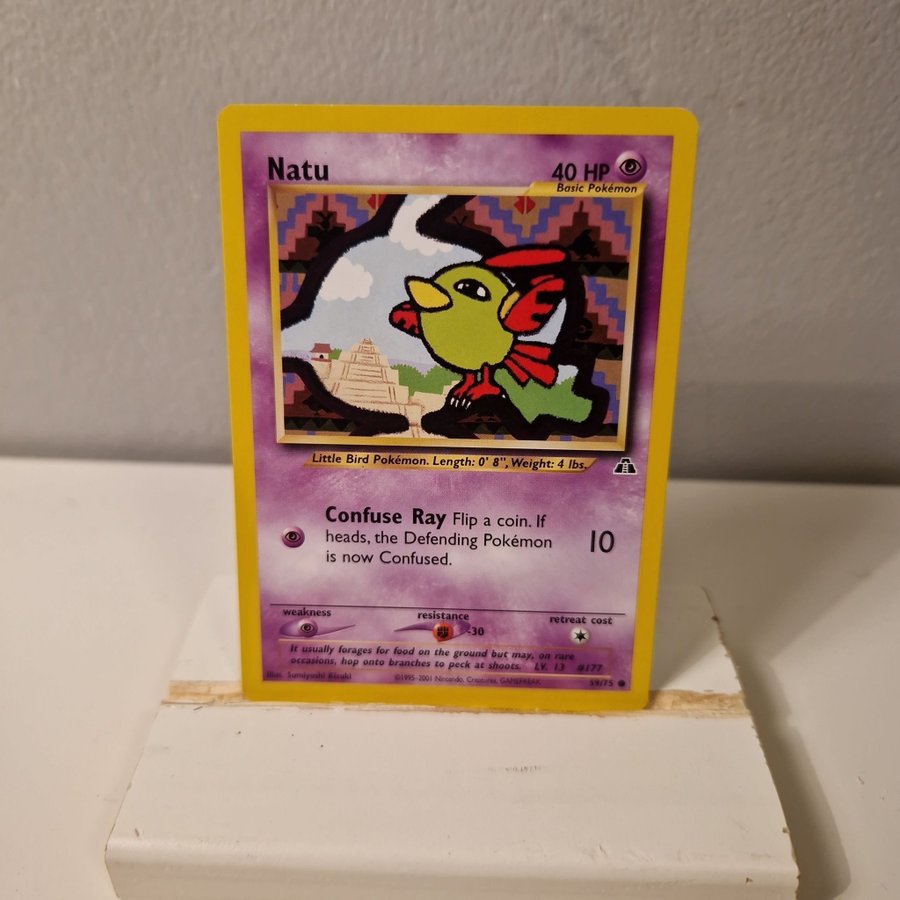 Natu
40 HP
Basic Pokémon
Little Bird Pokémon. Length: 0' 8", Weight: 4 lbs.
Confuse Ray Flip a coin. If
heads, the Defending Pokémon
is now Confused.
10
weakness
resistance
-30
retreat cost
It usually forages for food on the ground but may, on rare
occasions, hop onto branches to peck at shoots. LV. 13 #177
Illus. Sumiyoshi Kizuki
©1995-2001 Nintendo, Creatures, GAMEFREAK
59/75